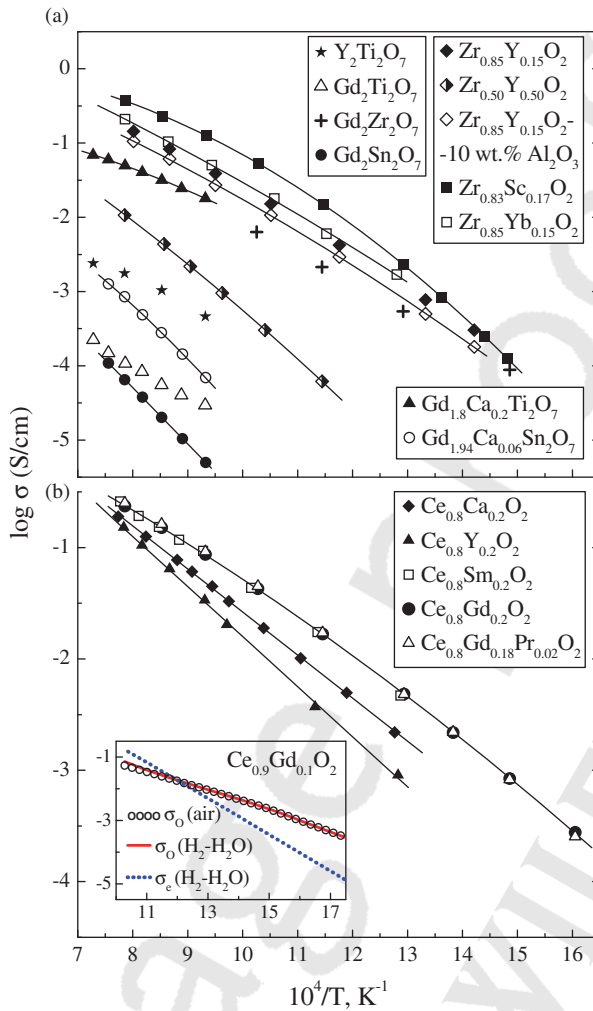 (a)
0
-1
-2
-3
-4
-5
Y₂Ti₂O₇
Gd₂Ti₂O₇
Gd₂Zr₂O₇
Gd₂Sn₂O₇
Zr₀.₈₅Y₀.₁₅O₂
Zr₀.₅₀Y₀.₅₀O₂
Zr₀.₈₅Y₀.₁₅O₂-
-10 wt.% Al₂O₃
Zr₀.₈₃Sc₀.₁₇O₂
Zr₀.₈₅Yb₀.₁₅O₂
Gd₁.₈Ca₀.₂Ti₂O₇
Gd₁.₉₄Ca₀.₀₆Sn₂O₇
log σ (S/cm)
(b)
-1
-2
-3
-4
Ce₀.₈Ca₀.₂O₂
Ce₀.₈Y₀.₂O₂
Ce₀.₈Sm₀.₂O₂
Ce₀.₈Gd₀.₂O₂
Ce₀.₈Gd₀.₁₈Pr₀.₀₂O₂
Ce₀.₉Gd₀.₁O₂
-1
-3
-5
σO (air)
σO (H₂-H₂O)
σe (H₂-H₂O)
11 13 15 17
7 8 9 10 11 12 13 14 15 16
10⁴/T, K⁻¹